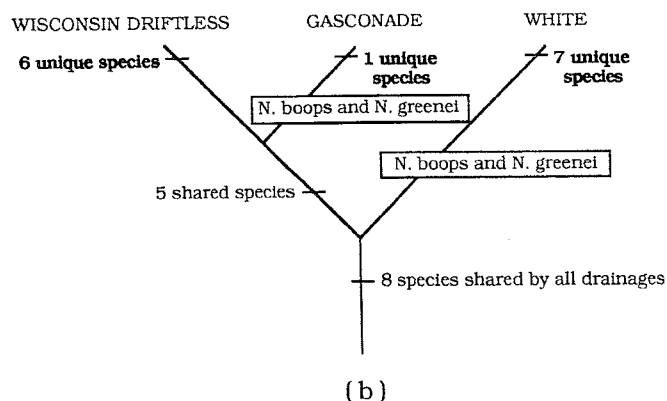 WISCONSIN DRIFTLESS GASCONADE WHITE
6 unique species
1 unique
species
7 unique
species
N. boops and N. greenei
N. boops and N. greenei
5 shared species
8 species shared by all drainages
(b)